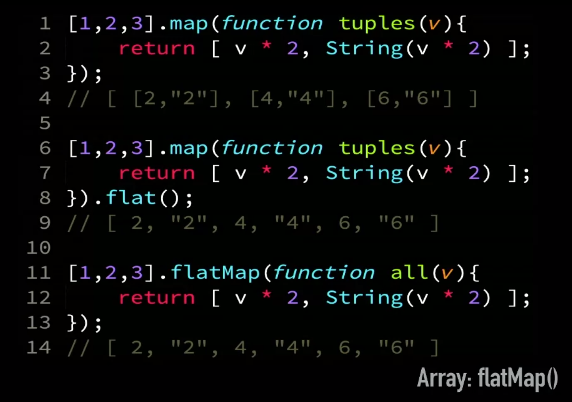 1 [1,2,3].map(function tuples(v){
2     return [ v * 2, String(v * 2) ];
3 });
4 // [ [2,"2"], [4,"4"], [6,"6"] ]
5
6 [1,2,3].map(function tuples(v){
7     return [ v * 2, String(v * 2) ];
8 }).flat();
9 // [ 2, "2", 4, "4", 6, "6" ]
10
11 [1,2,3].flatMap(function all(v){
12     return [ v * 2, String(v * 2) ];
13 });
14 // [ 2, "2", 4, "4", 6, "6" ]
Array: flatMap()